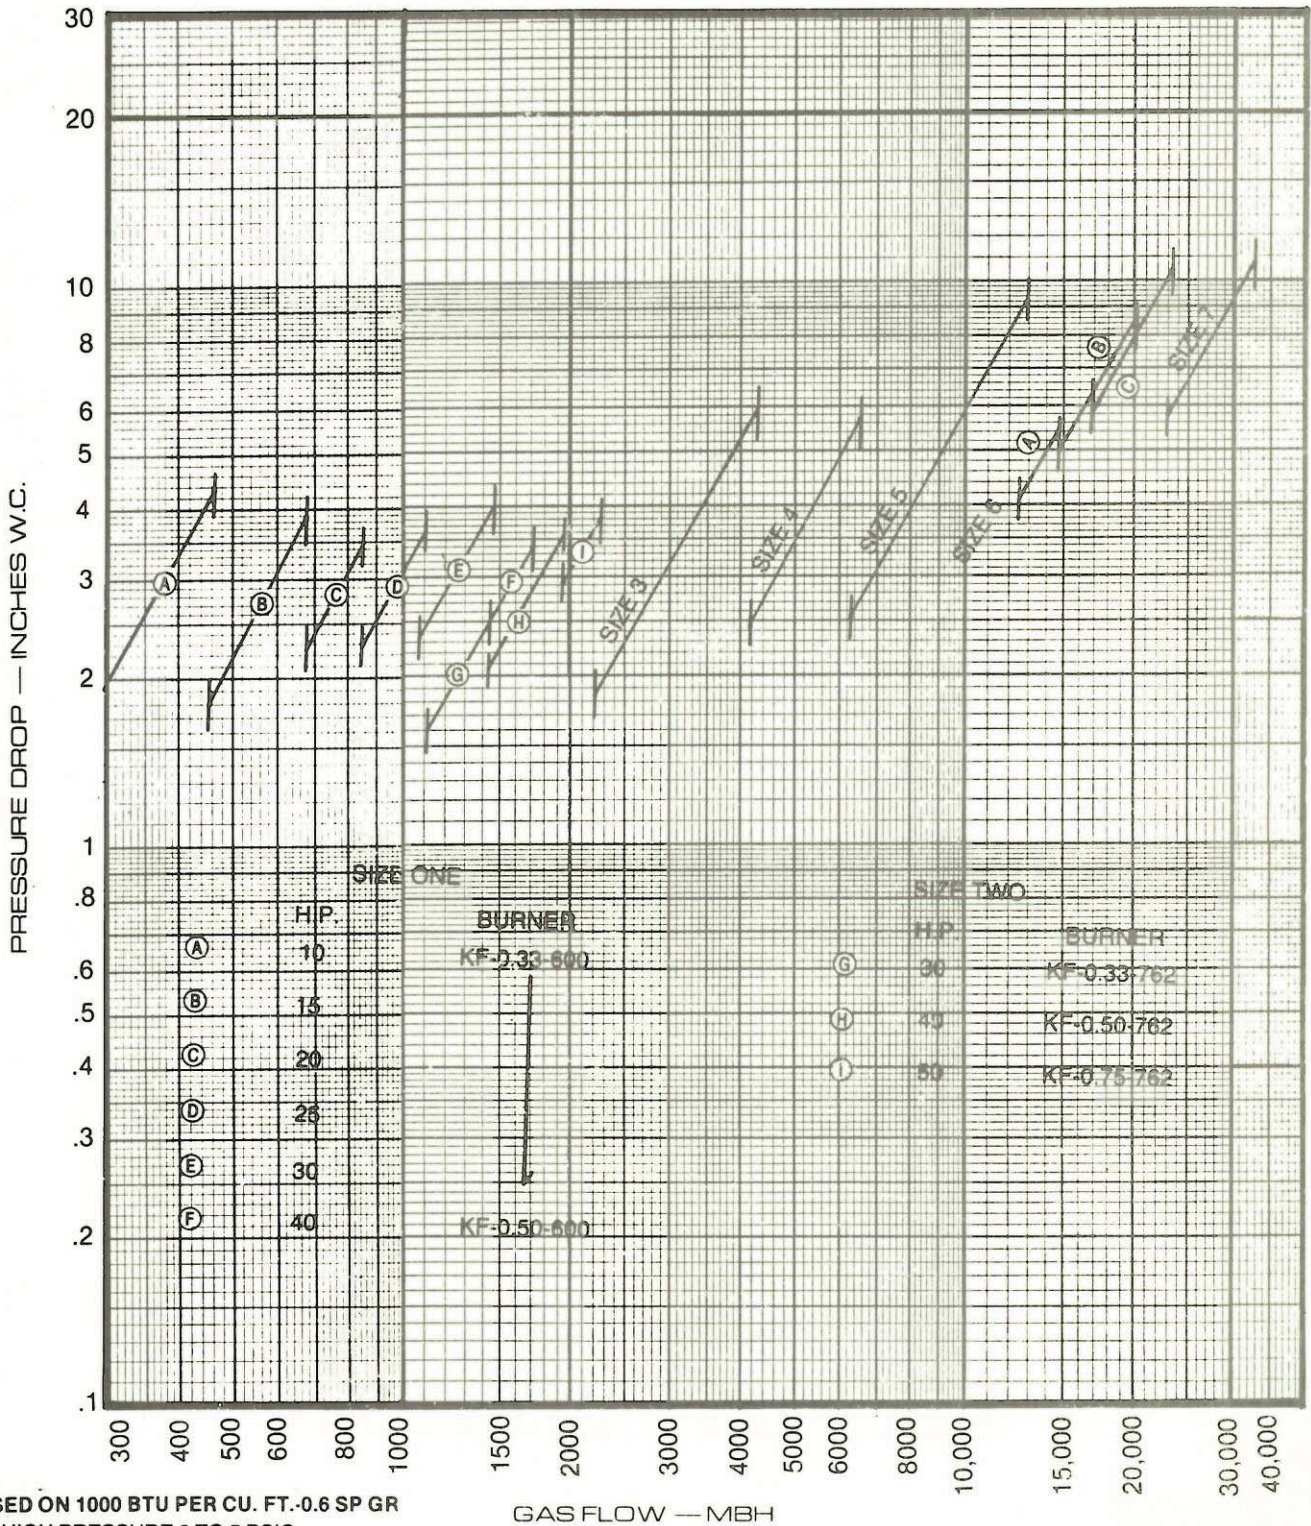 30
20
10
8
6
5
4
3
2
1
.8
.6
.5
.4
.3
.2
.1
PRESSURE DROP — INCHES W.C.
A
B
C
D
E
F
G
H
I
SIZE 3
SIZE 4
SIZE 5
SIZE 6
A
B
C
SIZE 7
SIZE ONE
H.P. BURNER
A 10 KF-0.33-600
B 15
C 20
D 25
E 30
F 40 KF-0.50-600
SIZE TWO
H.P. BURNER
G 30 KF-0.33-762
H 40 KF-0.50-762
I 50 KF-0.75-762
300 400 500 600 800 1000 1500 2000 3000 4000 5000 6000 8000 10,000 15,000 20,000 30,000 40,000
GAS FLOW — MBH
SED ON 1000 BTU PER CU. FT.-0.6 SP GR